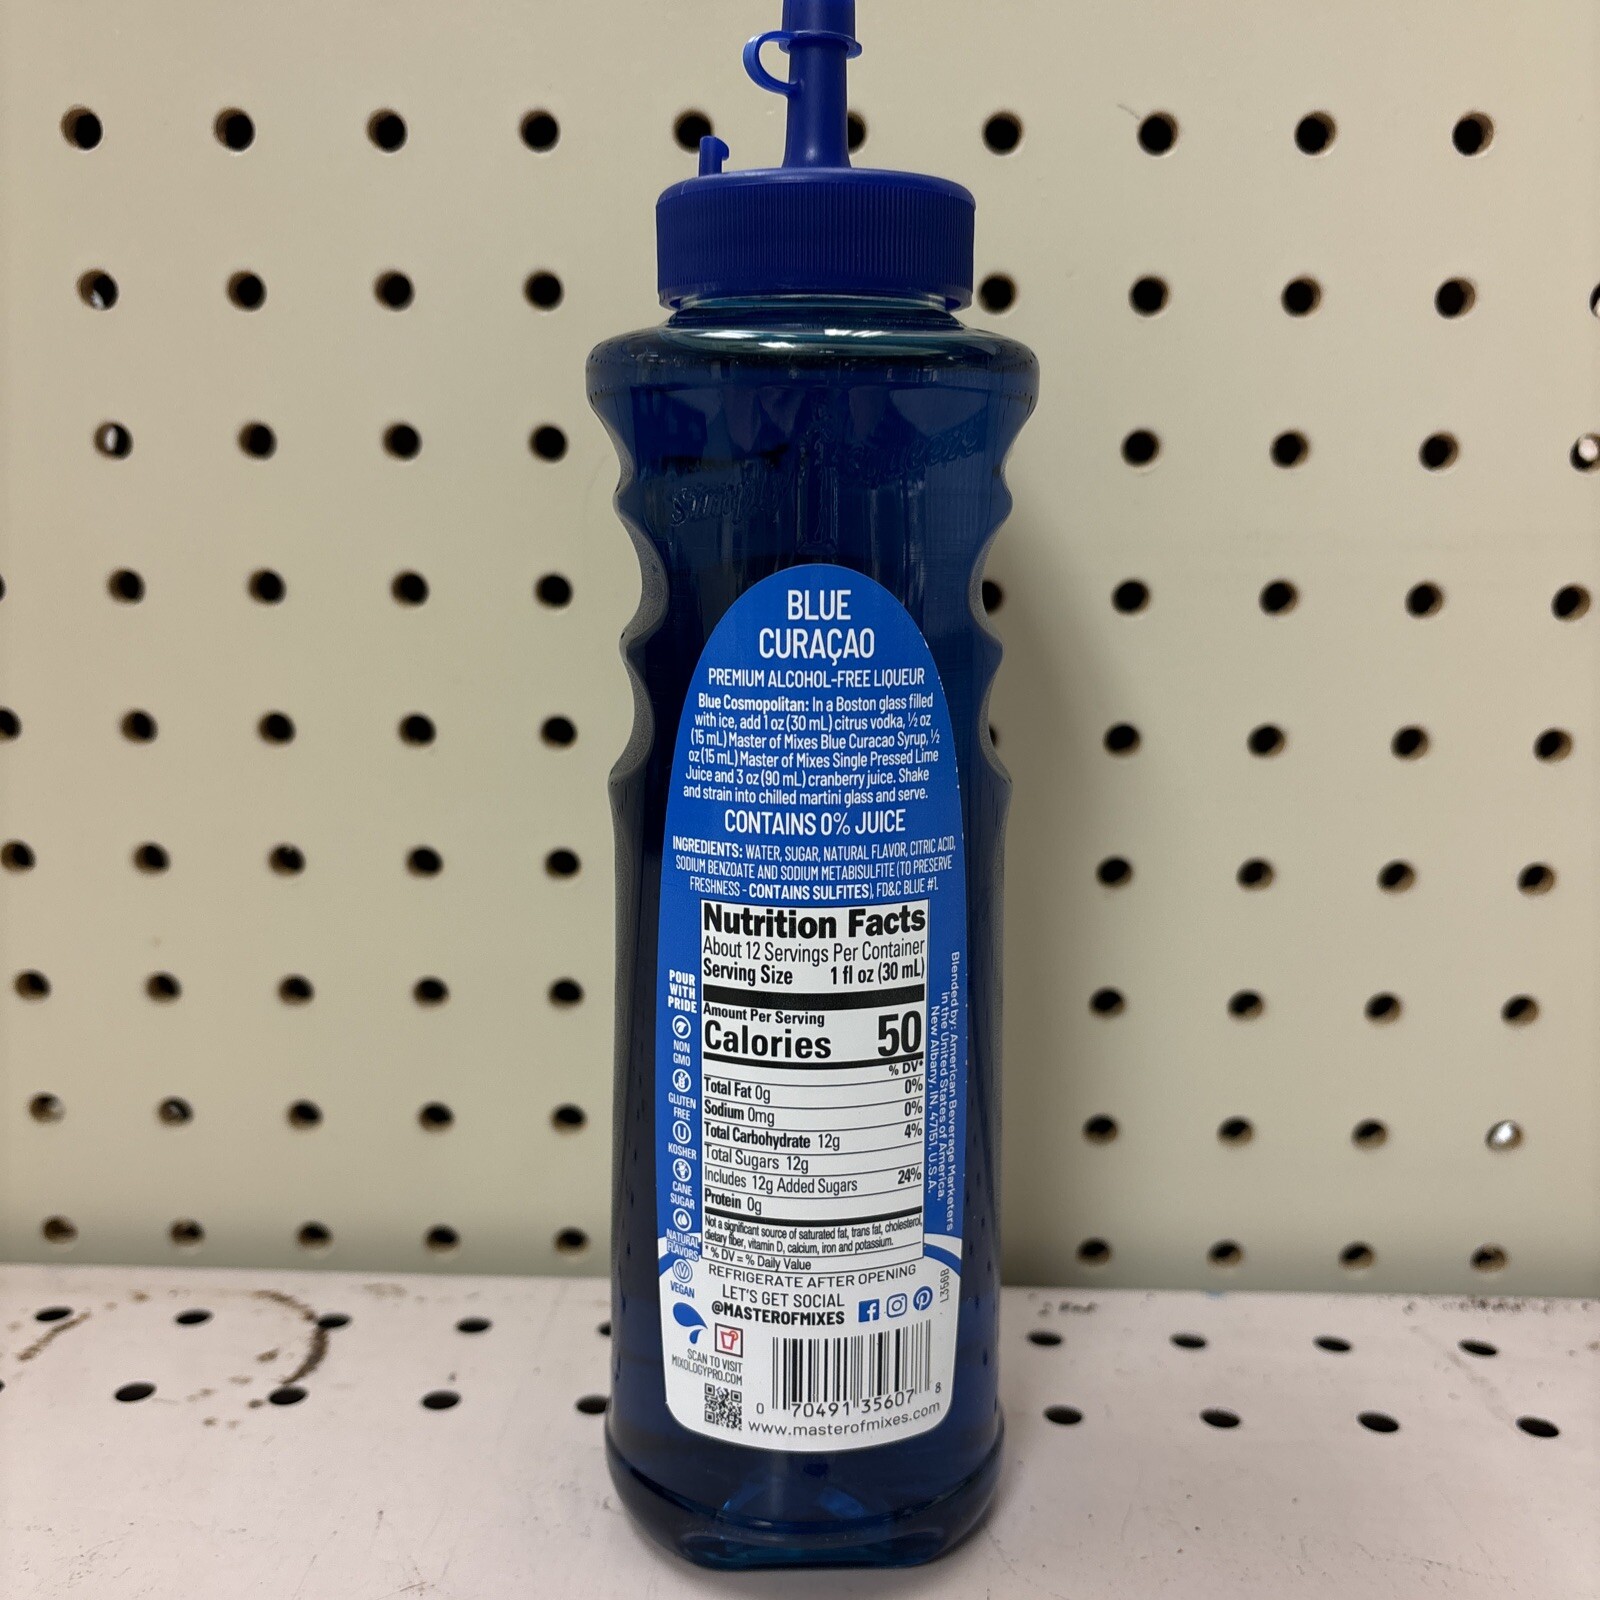 Simply Squeeze
BLUE
CURAÇAO
PREMIUM ALCOHOL-FREE LIQUEUR
Blue Cosmopolitan: In a Boston glass filled
with ice, add 1 oz (30 mL) citrus vodka, ½ oz
(15 mL) Master of Mixes Blue Curacao Syrup, ½
oz (15 mL) Master of Mixes Single Pressed Lime
Juice and 3 oz (90 mL) cranberry juice. Shake
and strain into chilled martini glass and serve.
CONTAINS 0% JUICE
INGREDIENTS: WATER, SUGAR, NATURAL FLAVOR, CITRIC ACID,
SODIUM BENZOATE AND SODIUM METABISULFITE (TO PRESERVE
FRESHNESS - CONTAINS SULFITES), FD&C BLUE #1.
Nutrition Facts
About 12 Servings Per Container
Serving Size 1 fl oz (30 mL)
Amount Per Serving
Calories 50
% DV*
Total Fat 0g 0%
Sodium 0mg 0%
Total Carbohydrate 12g 4%
Total Sugars 12g
Includes 12g Added Sugars 24%
Protein 0g
Not a significant source of saturated fat, trans fat, cholesterol,
dietary fiber, vitamin D, calcium, iron and potassium.
* % DV = % Daily Value
POUR
WITH
PRIDE
NON
GMO
GLUTEN
FREE
U
KOSHER
CANE
SUGAR
NATURAL
FLAVORS
VEGAN
Blended by: American Beverage Marketers
in the United States of America,
New Albany, IN, 47151, U.S.A.
L3568
REFRIGERATE AFTER OPENING
LET'S GET SOCIAL
@MASTEROFMIXES
SCAN TO VISIT
MIXOLOGYPRO.COM
0 70491 35607 8
www.masterofmixes.com